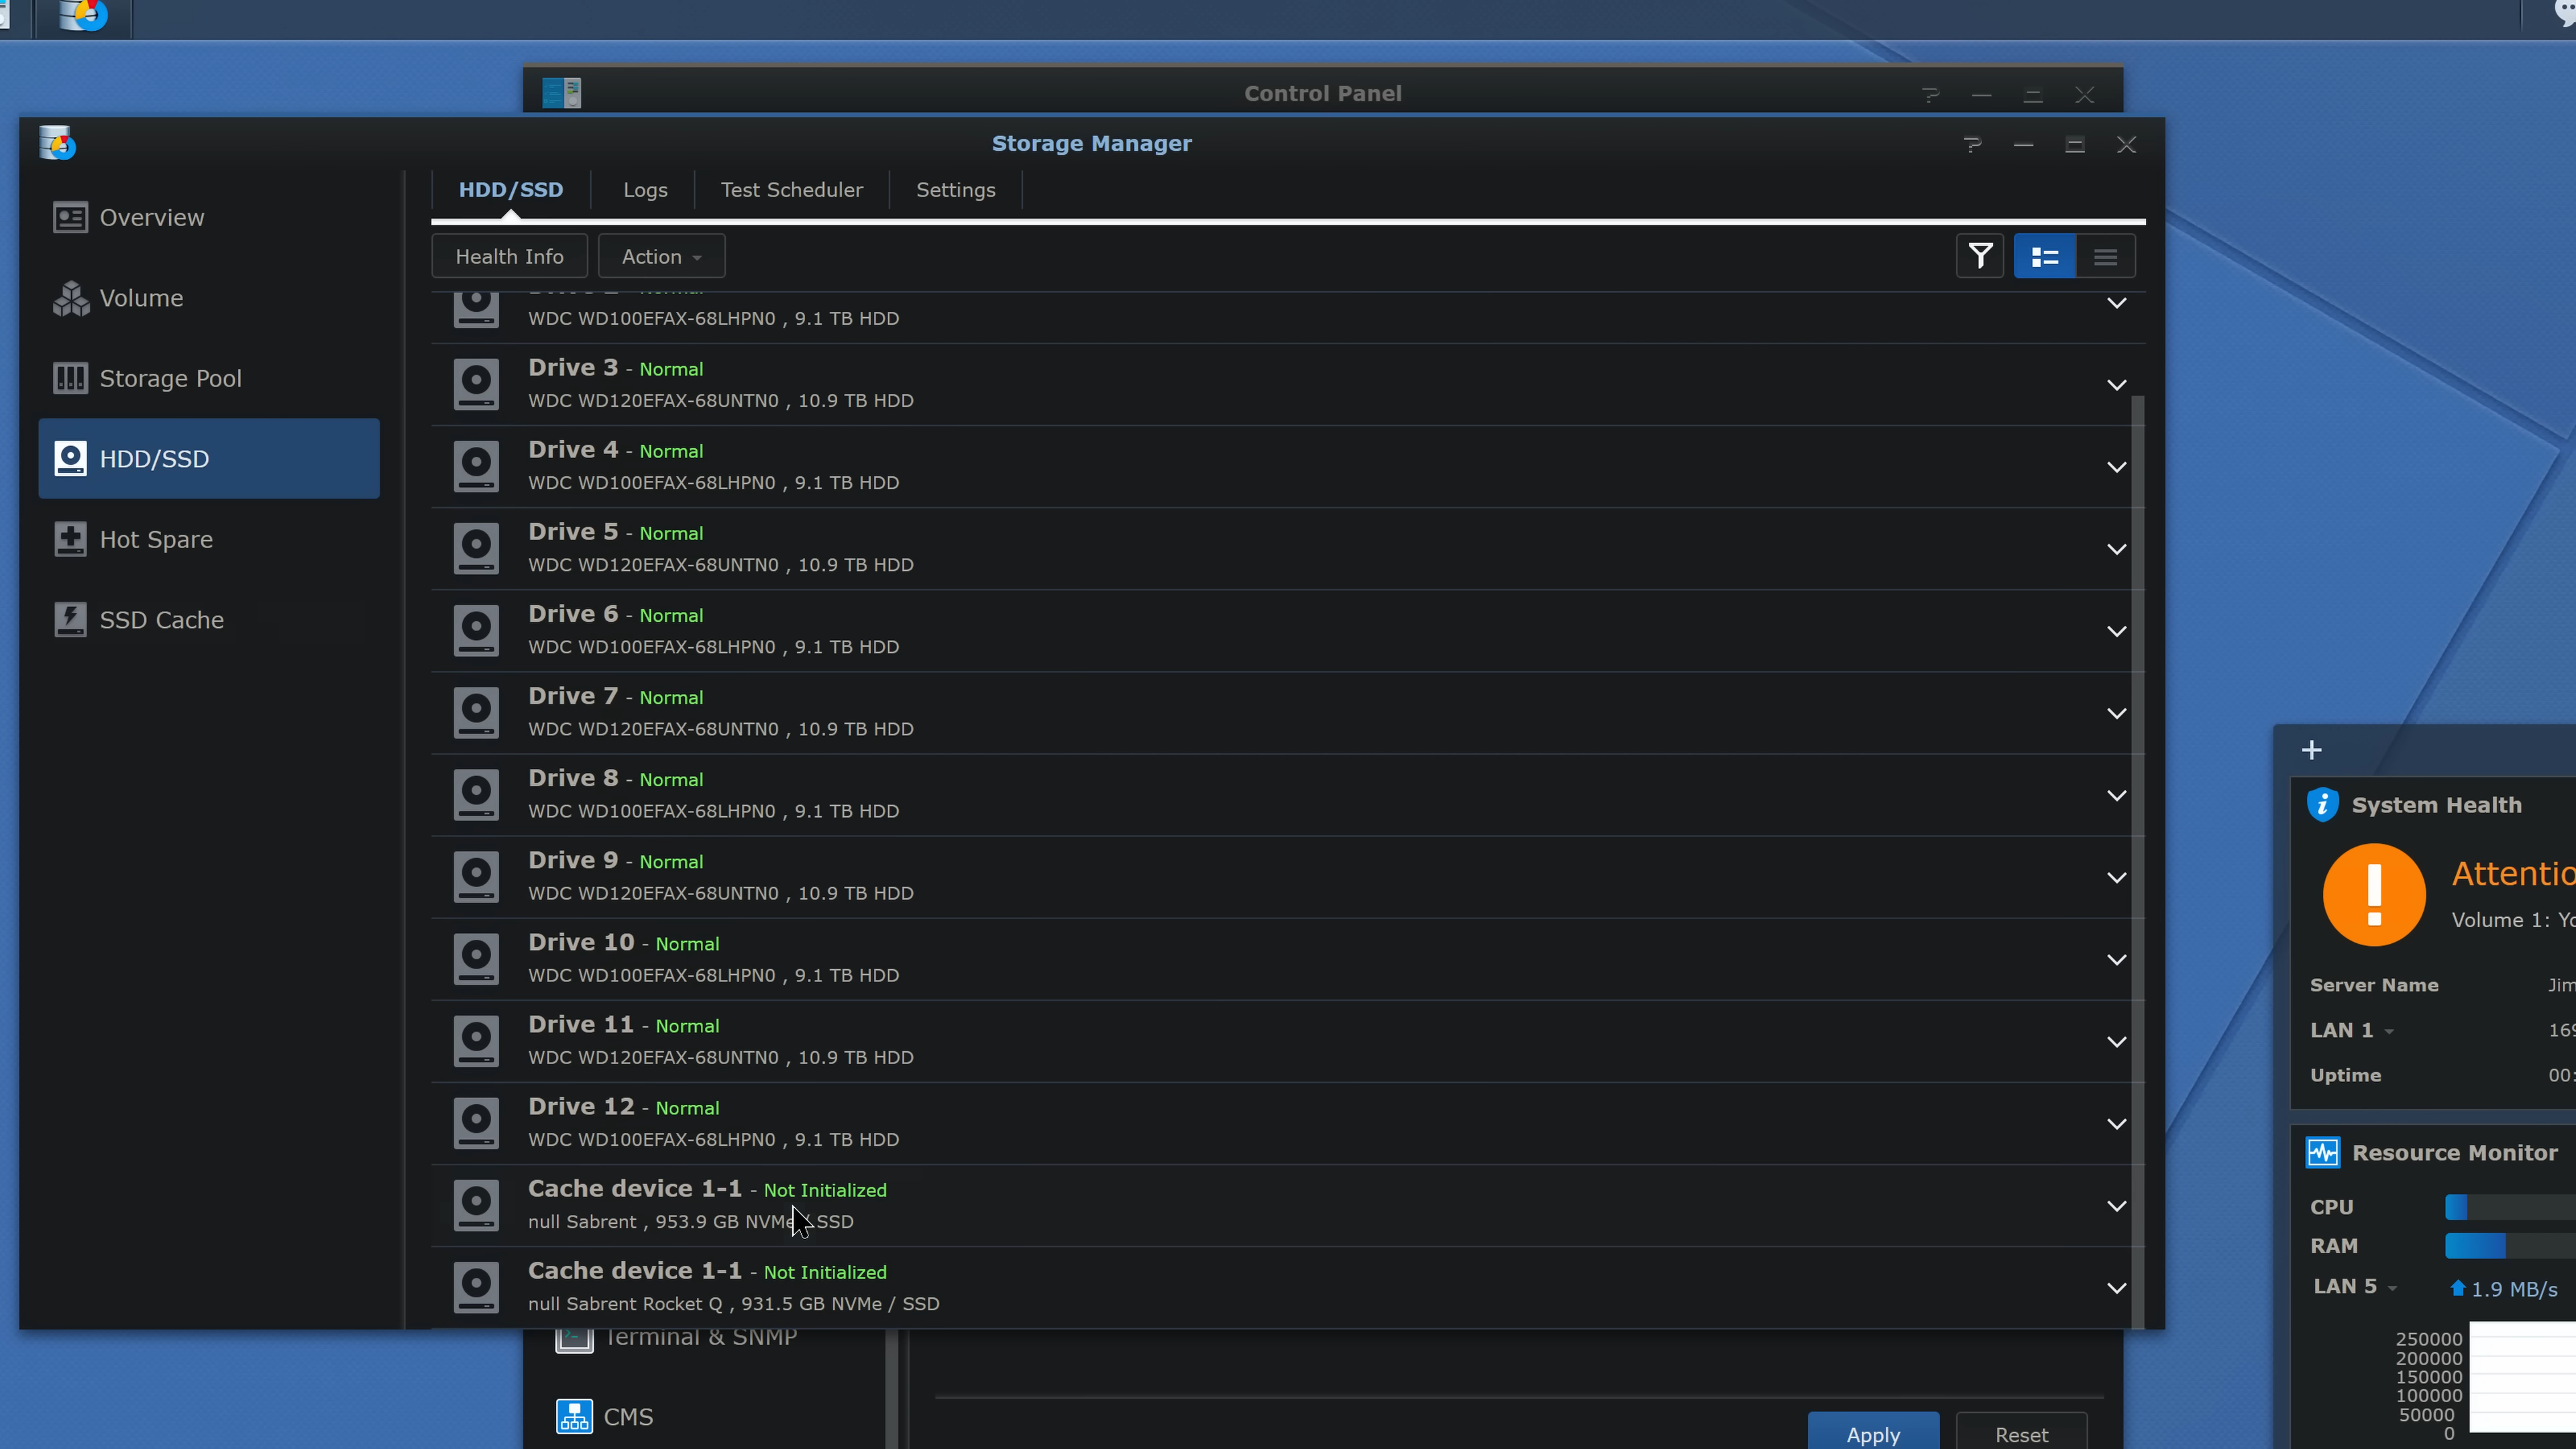 Control Panel
Storage Manager
Overview
Volume
Storage Pool
HDD/SSD
Hot Spare
SSD Cache
HDD/SSD
Logs
Test Scheduler
Settings
Health Info
Action
WDC WD100EFAX-68LHPN0 , 9.1 TB HDD
Drive 3 - Normal
WDC WD120EFAX-68UNTN0 , 10.9 TB HDD
Drive 4 - Normal
WDC WD100EFAX-68LHPN0 , 9.1 TB HDD
Drive 5 - Normal
WDC WD120EFAX-68UNTN0 , 10.9 TB HDD
Drive 6 - Normal
WDC WD100EFAX-68LHPN0 , 9.1 TB HDD
Drive 7 - Normal
WDC WD120EFAX-68UNTN0 , 10.9 TB HDD
Drive 8 - Normal
WDC WD100EFAX-68LHPN0 , 9.1 TB HDD
Drive 9 - Normal
WDC WD120EFAX-68UNTN0 , 10.9 TB HDD
Drive 10 - Normal
WDC WD100EFAX-68LHPN0 , 9.1 TB HDD
Drive 11 - Normal
WDC WD120EFAX-68UNTN0 , 10.9 TB HDD
Drive 12 - Normal
WDC WD100EFAX-68LHPN0 , 9.1 TB HDD
Cache device 1-1 - Not Initialized
null Sabrent , 953.9 GB NVMe / SSD
Cache device 1-1 - Not Initialized
null Sabrent Rocket Q , 931.5 GB NVMe / SSD
Terminal & SNMP
CMS
Apply
Reset
System Health
Attentio
Volume 1: Yo
Server Name
Jim
LAN 1
169
Uptime
00:
Resource Monitor
CPU
RAM
LAN 5
1.9 MB/s
250000
200000
150000
100000
50000
0